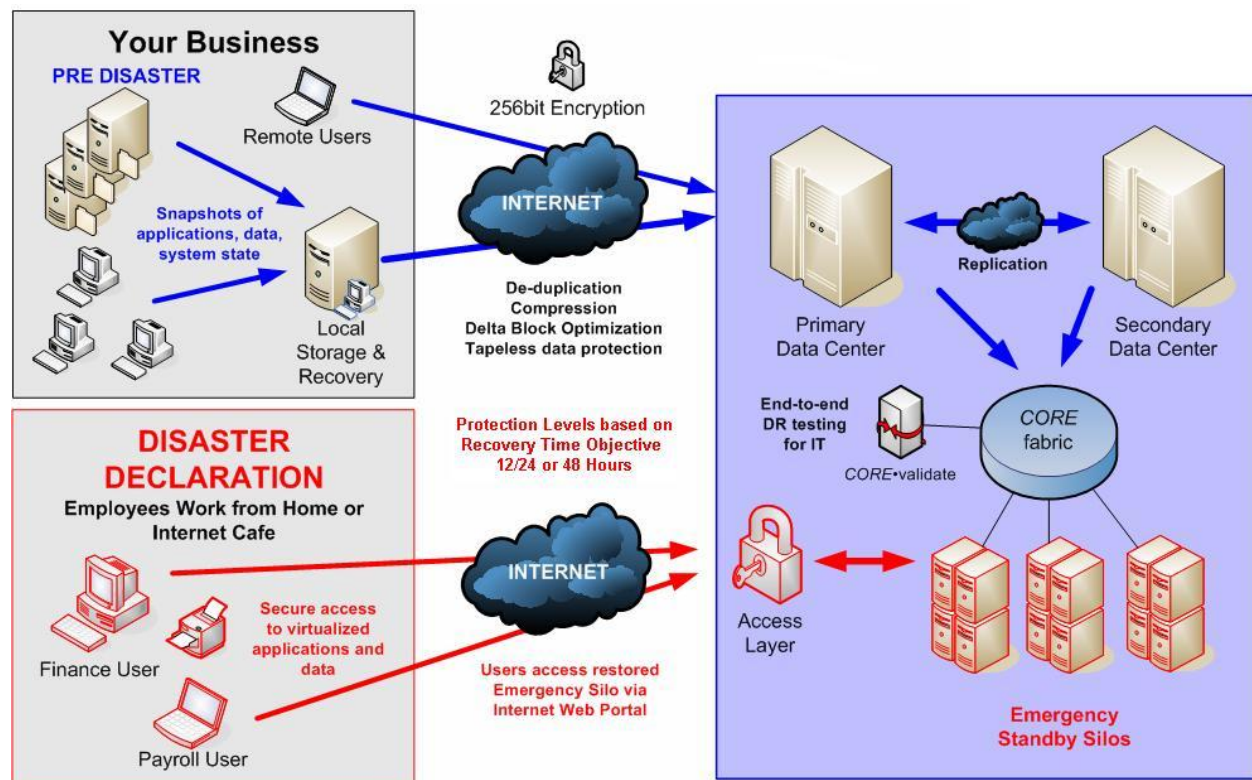 Your Business
PRE DISASTER
Remote Users
Snapshots of
applications, data,
system state
Local
Storage &
Recovery
256bit Encryption
INTERNET
De-duplication
Compression
Delta Block Optimization
Tapeless data protection
Primary
Data Center
Replication
Secondary
Data Center
End-to-end
DR testing
for IT
CORE•validate
CORE
fabric
DISASTER
DECLARATION
Employees Work from Home or
Internet Cafe
Finance User
Secure access
to virtualized
applications and
data
Payroll User
Protection Levels based on
Recovery Time Objective
12/24 or 48 Hours
INTERNET
Users access restored
Emergency Silo via
Internet Web Portal
Access
Layer
Emergency
Standby Silos